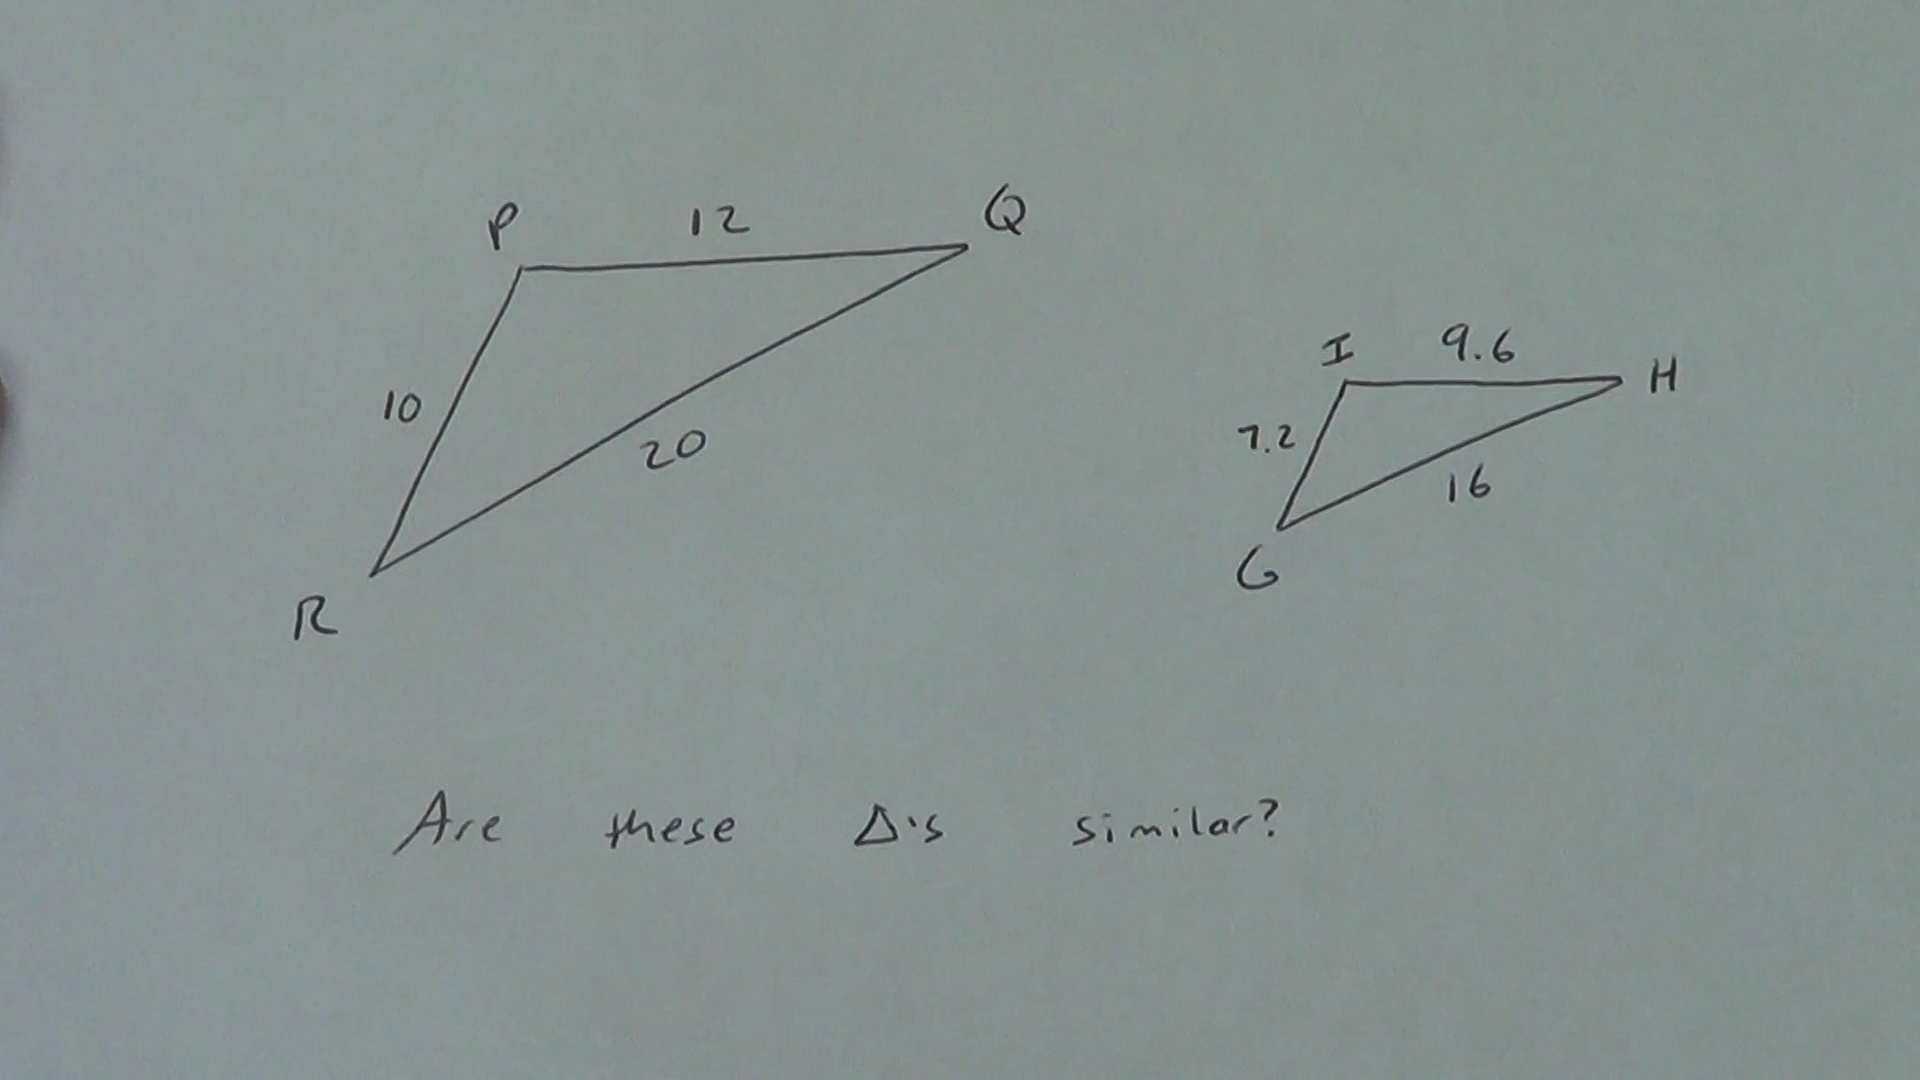 P 12 Q
10
20
R
I 9.6 H
7.2
16
G
Are these Δ's similar?